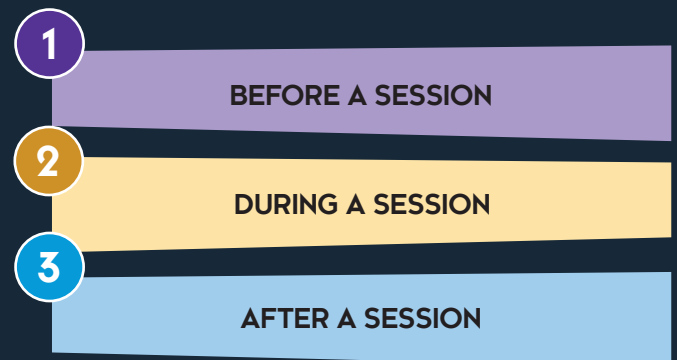 1
BEFORE A SESSION
2
DURING A SESSION
3
AFTER A SESSION